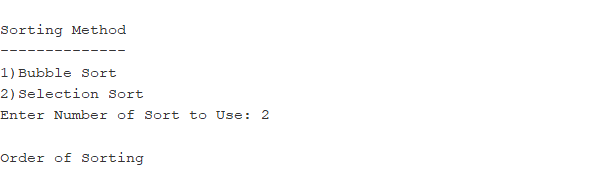 Sorting Method
--------------
1)Bubble Sort
2)Selection Sort
Enter Number of Sort to Use: 2
Order of Sorting